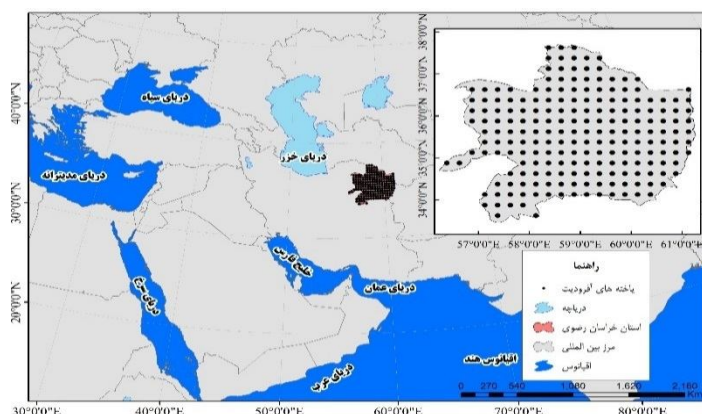 دریای سیاه
دریای خزر
دریای مدیترانه
خلیج فارس
دریای عمان
دریای سرخ
دریای عرب
اقیانوس هند
40°0'0"N
30°0'0"N
20°0'0"N
30°0'0"E
40°0'0"E
50°0'0"E
60°0'0"E
70°0'0"E
80°0'0"E
38°0'0"N
37°0'0"N
36°0'0"N
35°0'0"N
34°0'0"N
57°0'0"E
58°0'0"E
59°0'0"E
60°0'0"E
61°0'0"E
راهنما
یاخته های آفرودیت
دریاچه
استان خراسان رضوی
مرز بین المللی
اقیانوس
0 270 540 1,080 1,620 2,160
Km